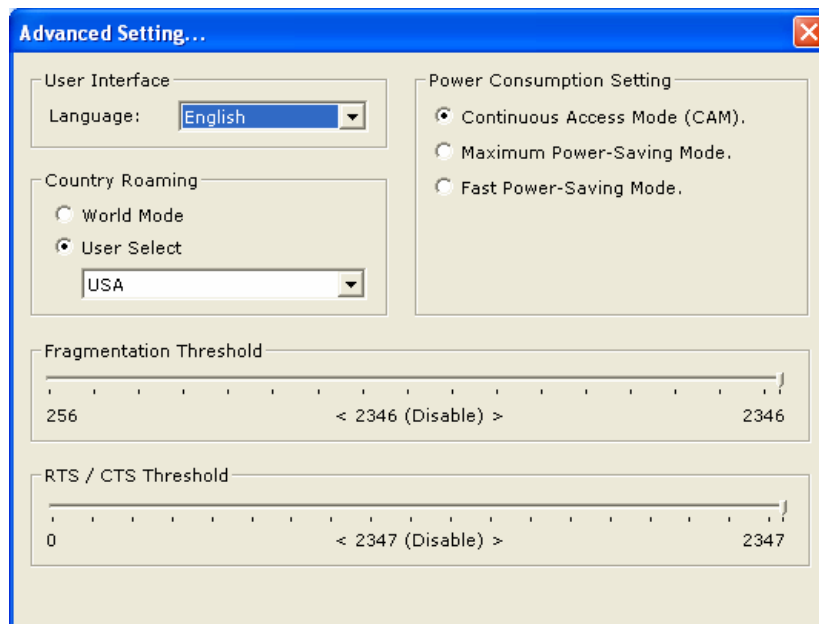 Advanced Setting...
User Interface
Language: English
Country Roaming
World Mode
User Select
USA
Power Consumption Setting
Continuous Access Mode (CAM).
Maximum Power-Saving Mode.
Fast Power-Saving Mode.
Fragmentation Threshold
256 < 2346 (Disable) > 2346
RTS / CTS Threshold
0 < 2347 (Disable) > 2347